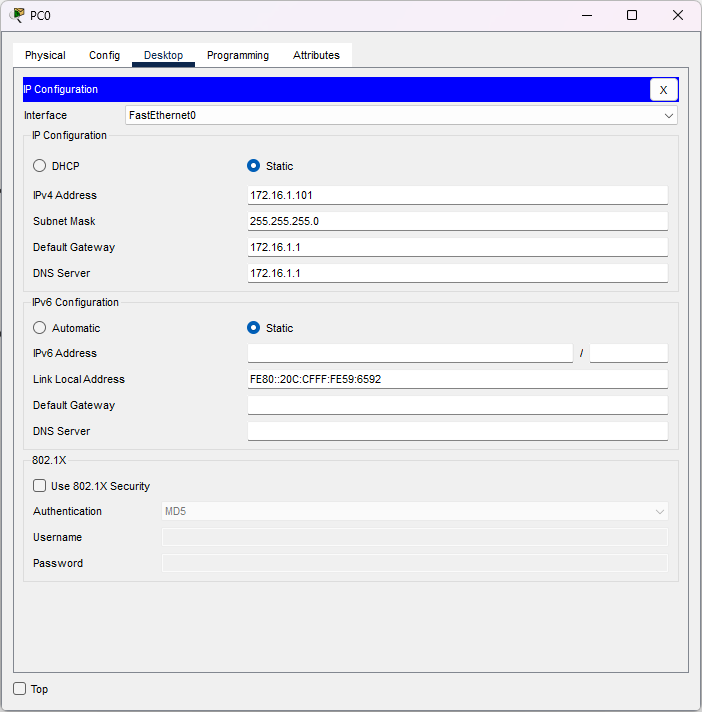 PC0
Physical Config Desktop Programming Attributes
IP Configuration
X
Interface FastEthernet0
IP Configuration
DHCP Static
IPv4 Address 172.16.1.101
Subnet Mask 255.255.255.0
Default Gateway 172.16.1.1
DNS Server 172.16.1.1
IPv6 Configuration
Automatic Static
IPv6 Address /
Link Local Address FE80::20C:CFFF:FE59:6592
Default Gateway
DNS Server
802.1X
Use 802.1X Security
Authentication MD5
Username
Password
Top